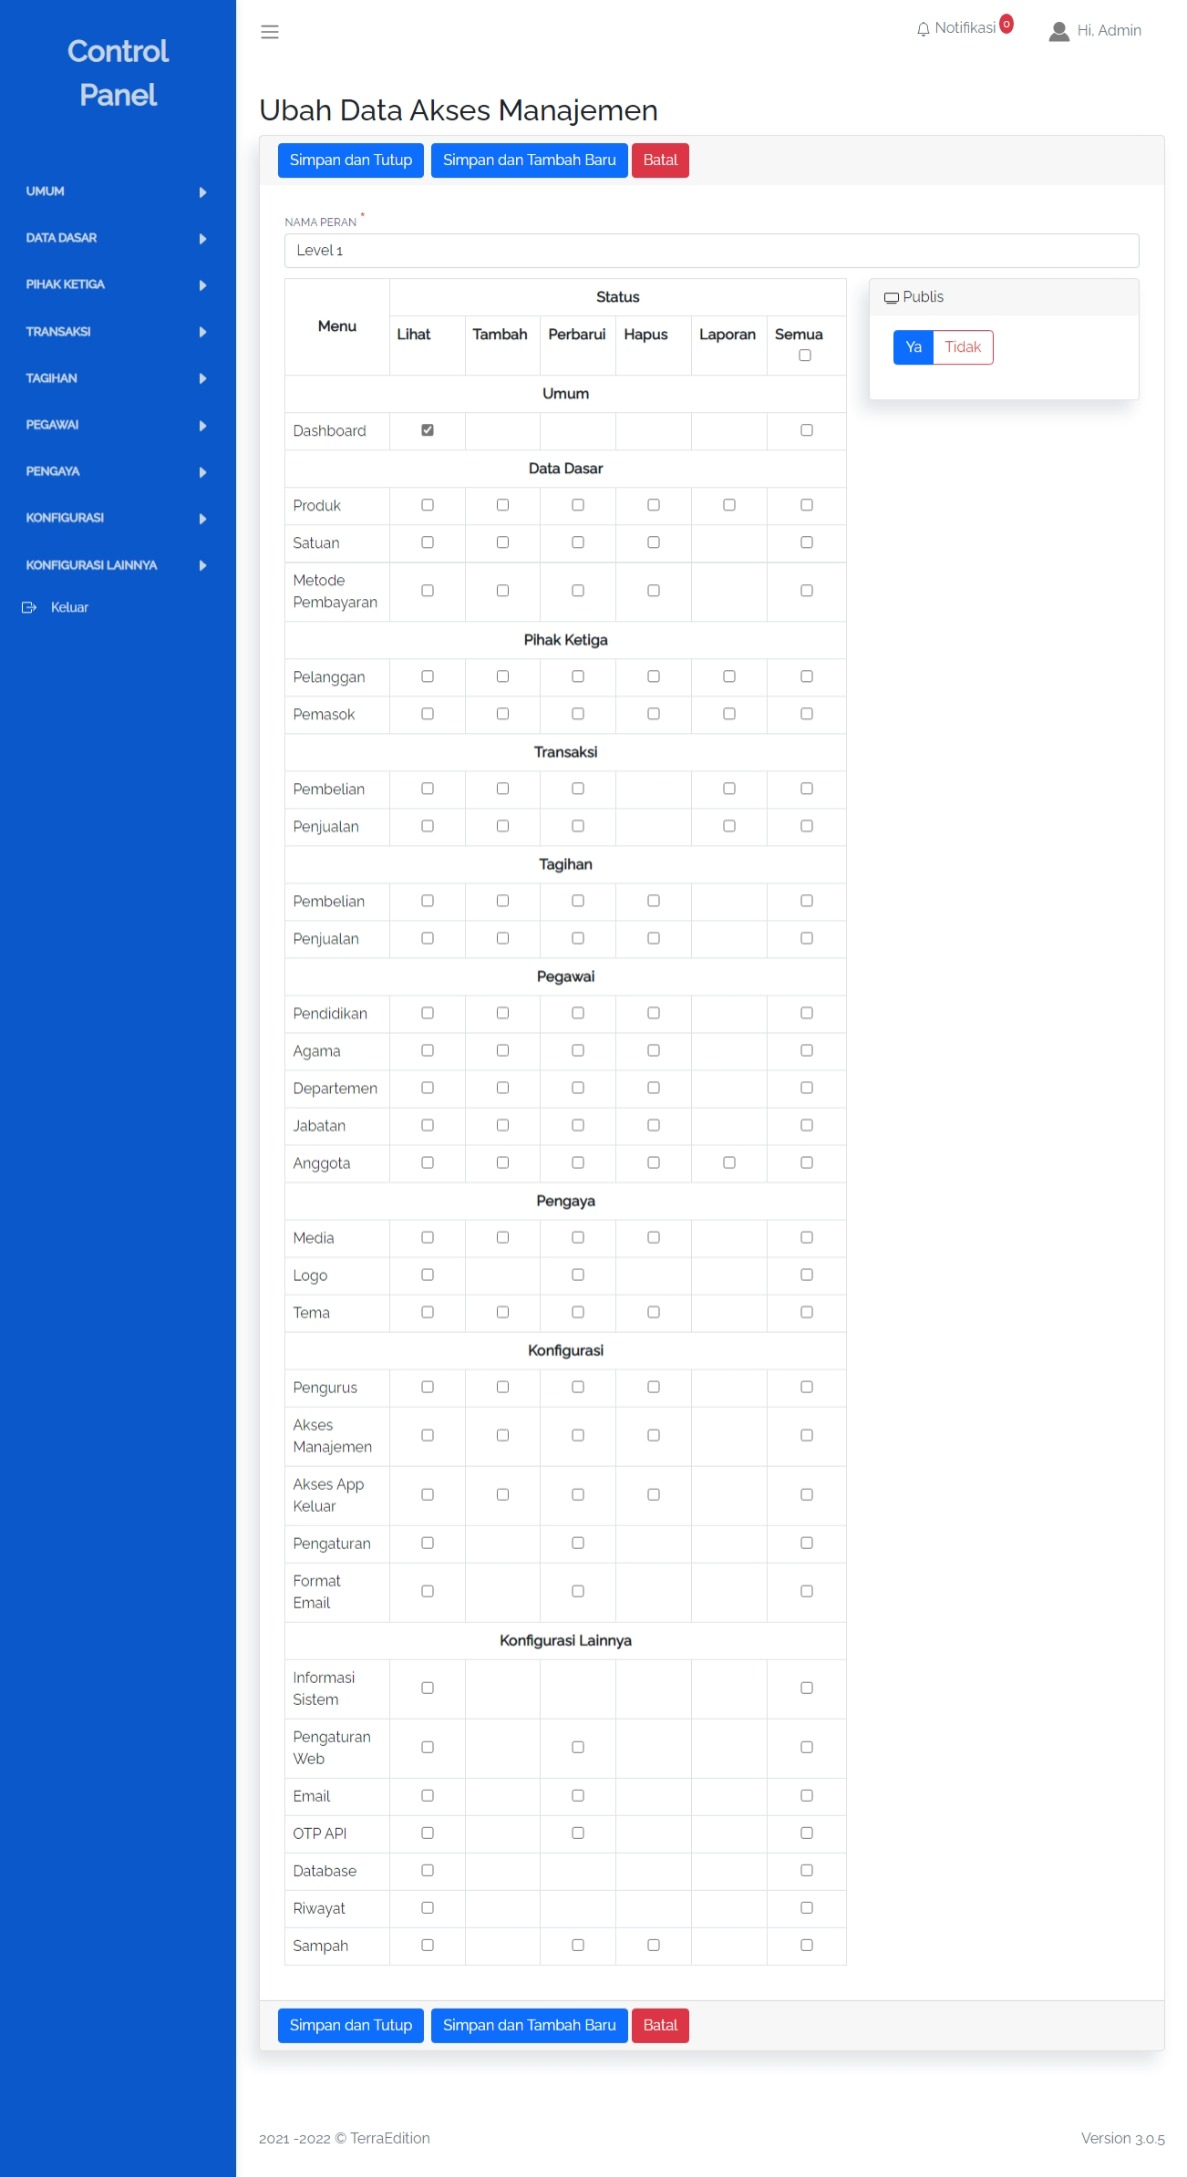 Control
Panel
UMUM
DATA DASAR
PIHAK KETIGA
TRANSAKSI
TAGIHAN
PEGAWAI
PENGAYA
KONFIGURASI
KONFIGURASI LAINNYA
Keluar
Notifikasi 0
Hi, Admin
Ubah Data Akses Manajemen
Simpan dan Tutup Simpan dan Tambah Baru Batal
NAMA PERAN *
Level 1
Menu Status
Lihat Tambah Perbarui Hapus Laporan Semua
Umum
Dashboard
Data Dasar
Produk
Satuan
Metode
Pembayaran
Pihak Ketiga
Pelanggan
Pemasok
Transaksi
Pembelian
Penjualan
Tagihan
Pembelian
Penjualan
Pegawai
Pendidikan
Agama
Departemen
Jabatan
Anggota
Pengaya
Media
Logo
Tema
Konfigurasi
Pengurus
Akses
Manajemen
Akses App
Keluar
Pengaturan
Format
Email
Konfigurasi Lainnya
Informasi
Sistem
Pengaturan
Web
Email
OTP API
Database
Riwayat
Sampah
Publis
Ya Tidak
Simpan dan Tutup Simpan dan Tambah Baru Batal
2021 -2022 © TerraEdition
Version 3.0.5